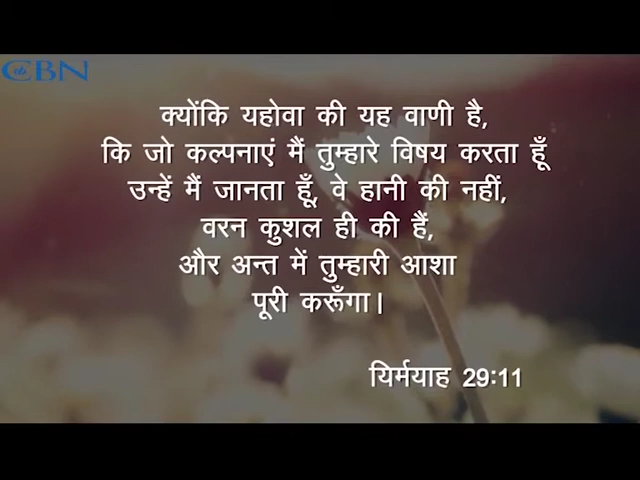 CBN
क्योंकि यहोवा की यह वाणी है,
कि जो कल्पनाएं मैं तुम्हारे विषय करता हूँ
उन्हें मैं जानता हूँ, वे हानी की नहीं,
वरन कुशल ही की हैं,
और अन्त में तुम्हारी आशा
पूरी करूँगा।
यिर्मयाह 29:11